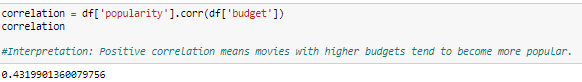 correlation = df['popularity'].corr(df['budget'])
correlation
#Interpretation: Positive correlation means movies with higher budgets tend to become more popular.
0.4319901360079756